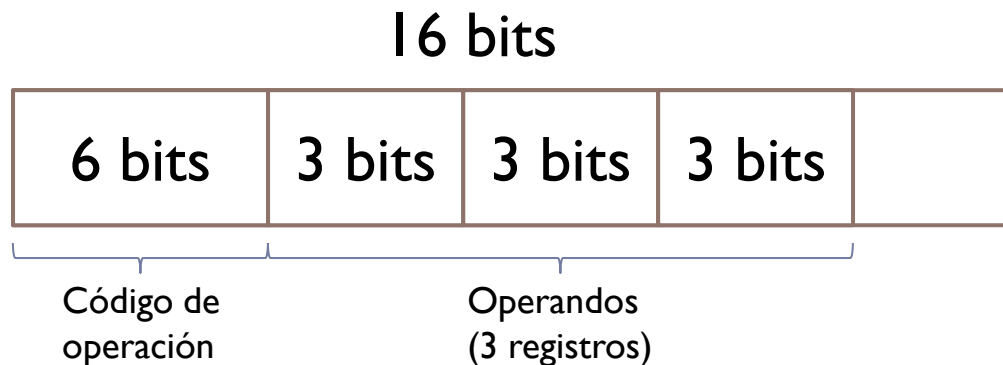 16 bits
6 bits
3 bits
3 bits
3 bits
Código de
operación
Operandos
(3 registros)